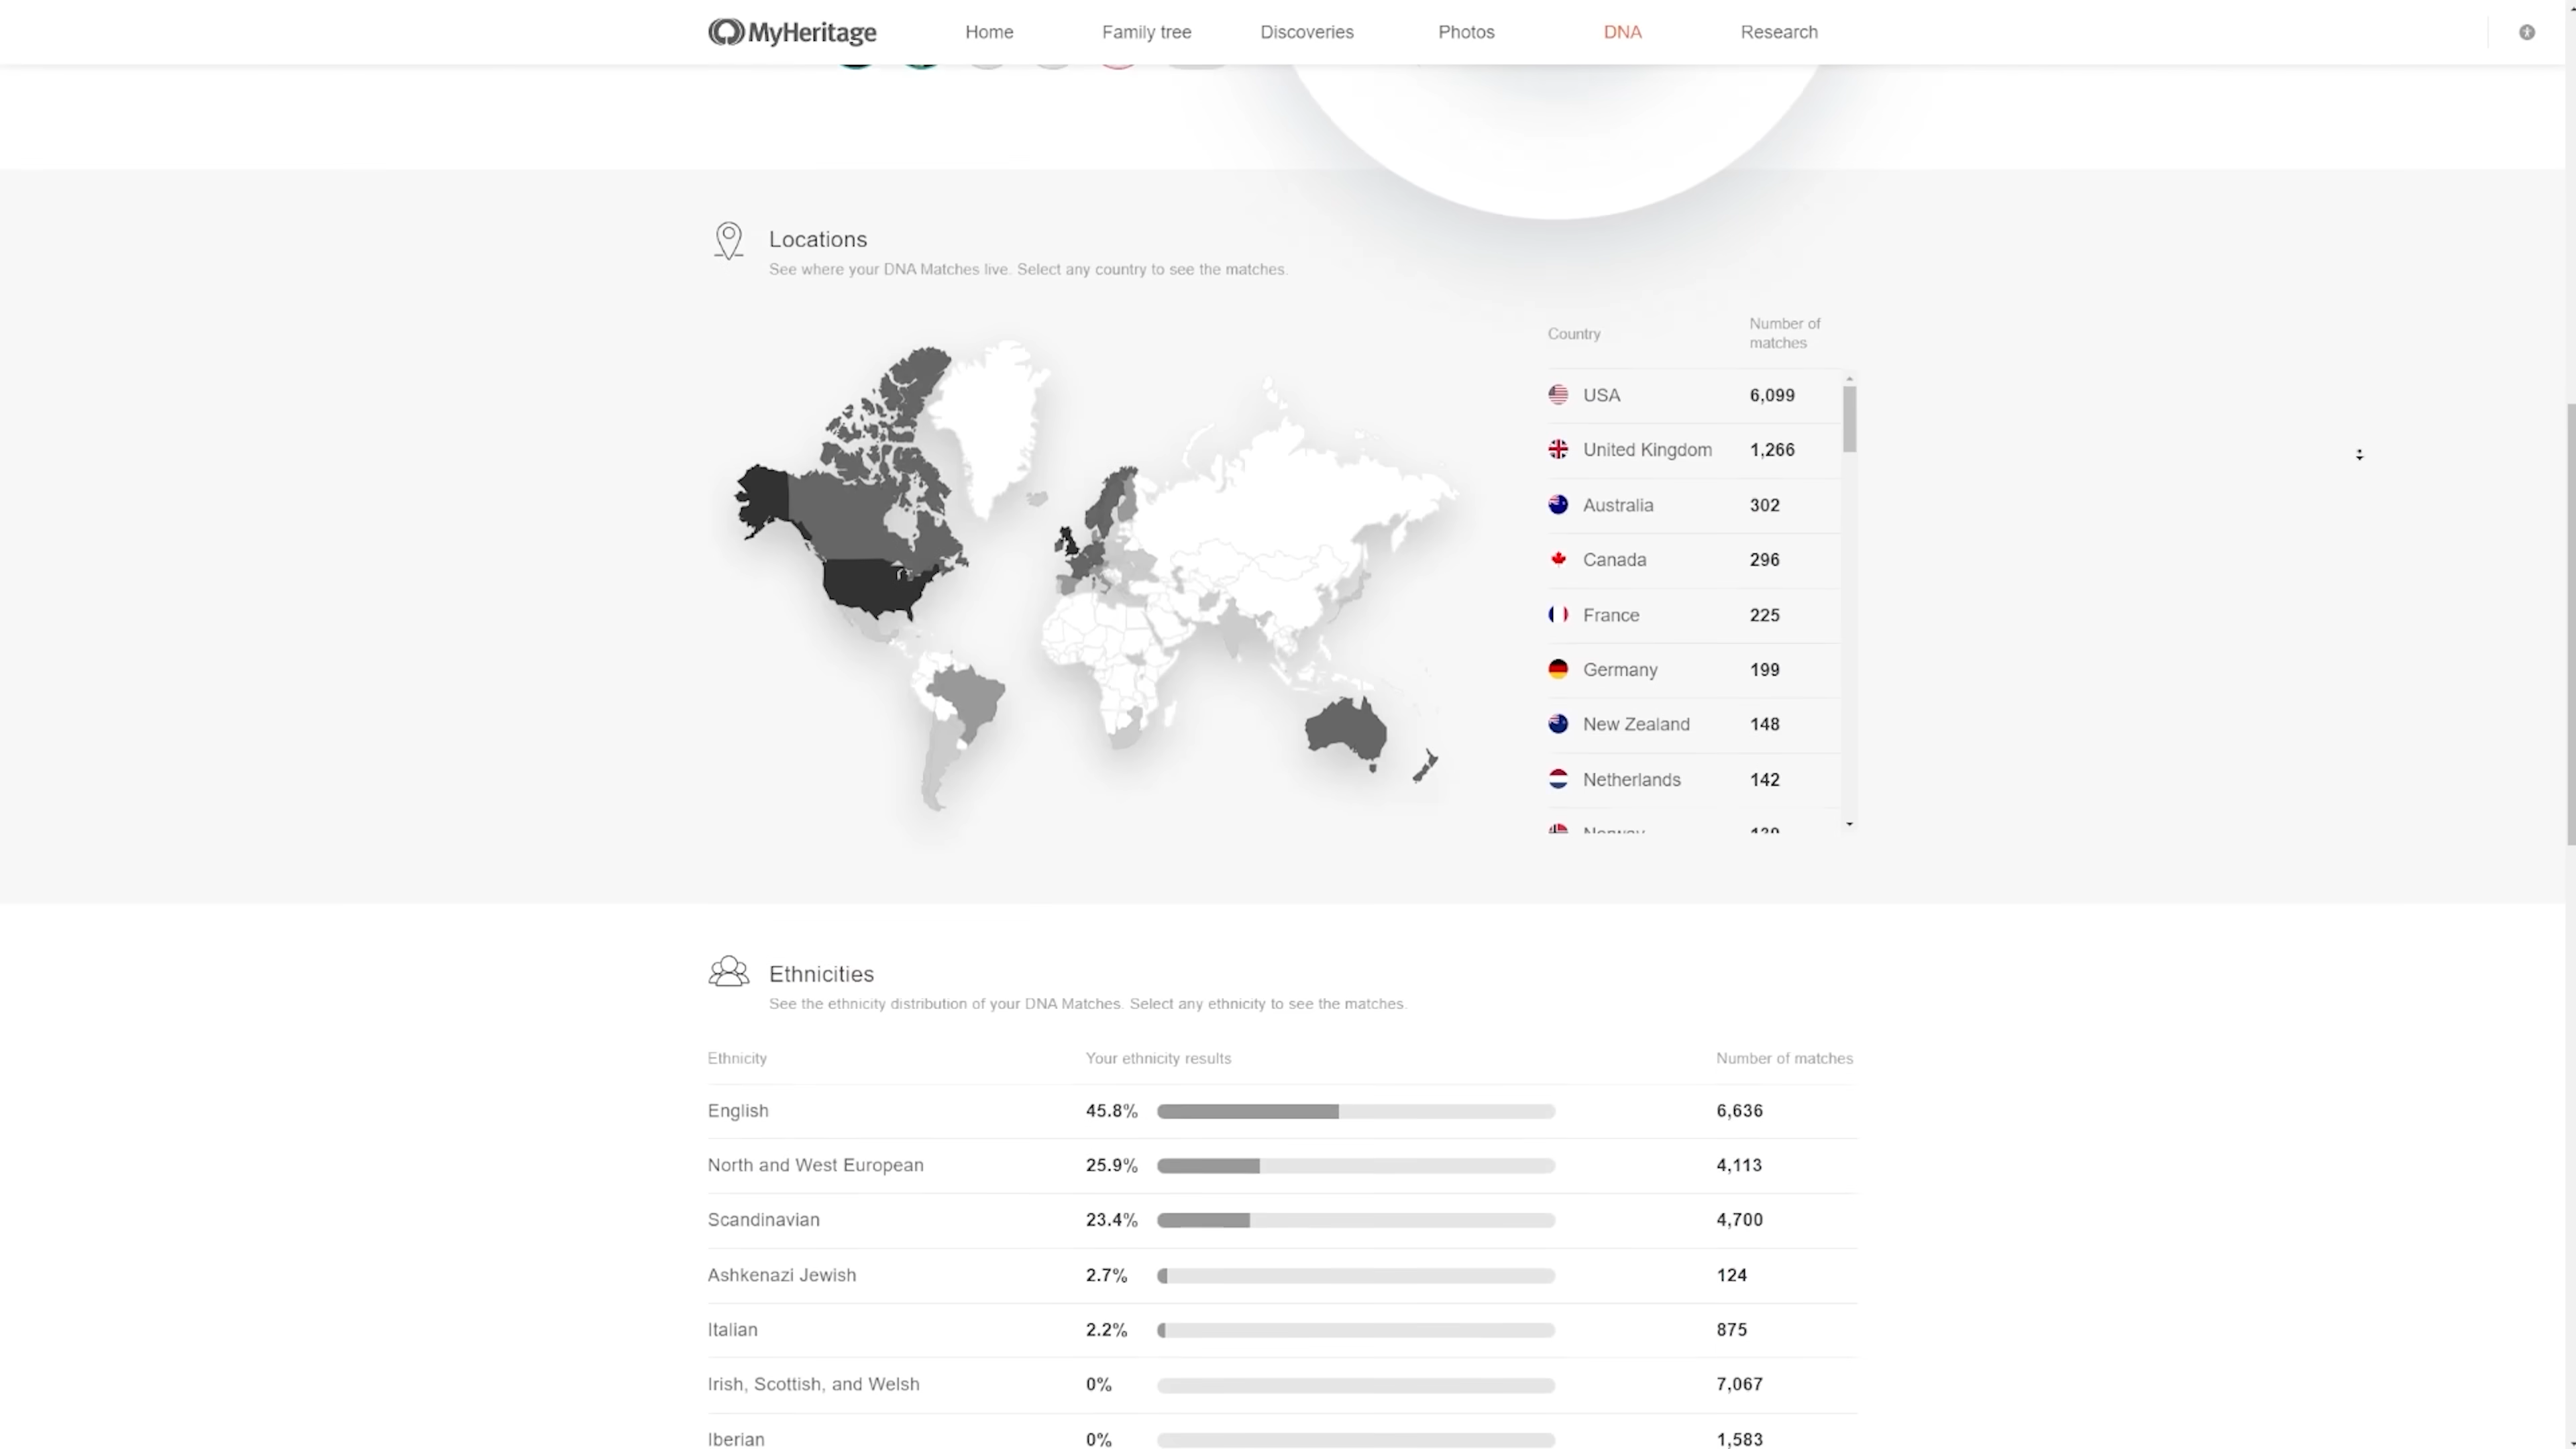 MyHeritage
Home
Family tree
Discoveries
Photos
DNA
Research
Locations
See where your DNA Matches live. Select any country to see the matches.
Country
Number of
matches
USA 6,099
United Kingdom 1,266
Australia 302
Canada 296
France 225
Germany 199
New Zealand 148
Netherlands 142
Norway
Ethnicities
See the ethnicity distribution of your DNA Matches. Select any ethnicity to see the matches.
Ethnicity Your ethnicity results Number of matches
English 45.8% 6,636
North and West European 25.9% 4,113
Scandinavian 23.4% 4,700
Ashkenazi Jewish 2.7% 124
Italian 2.2% 875
Irish, Scottish, and Welsh 0% 7,067
Iberian 0% 1,583